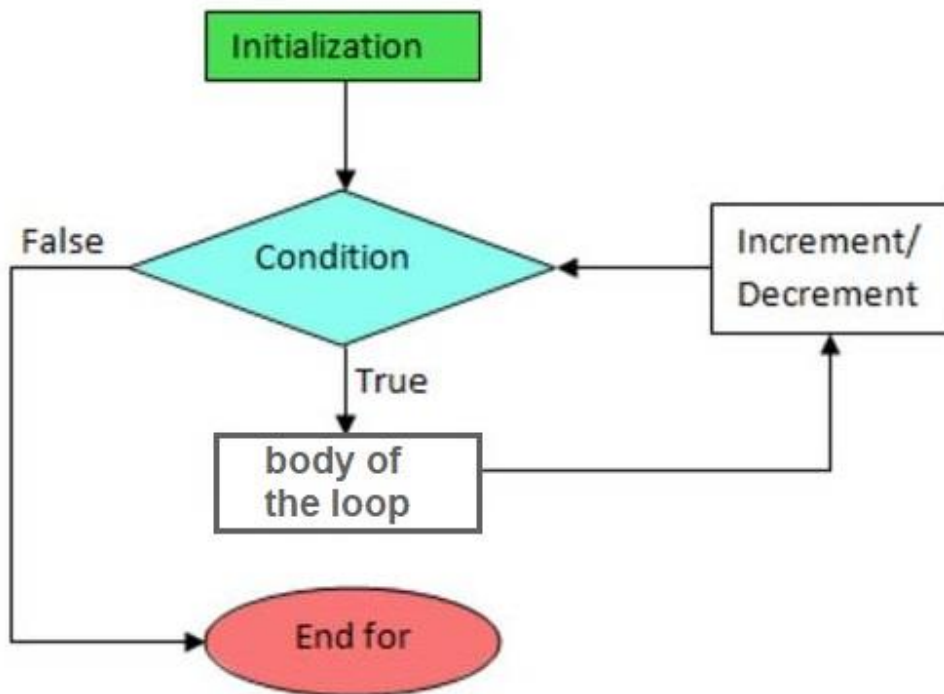 Initialization
False
Condition
Increment/
Decrement
True
body of
the loop
End for